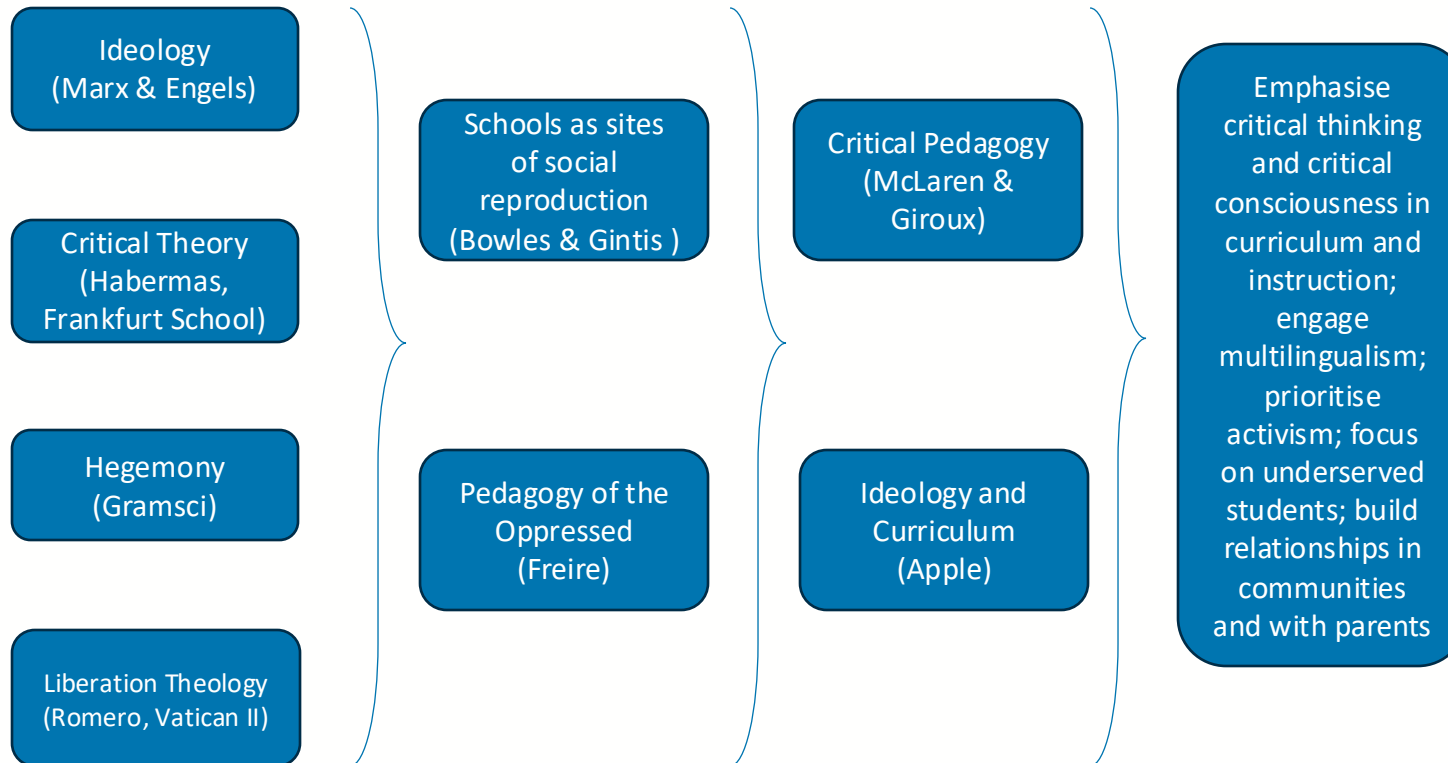 Ideology
(Marx & Engels)
Critical Theory
(Habermas,
Frankfurt School)
Hegemony
(Gramsci)
Liberation Theology
(Romero, Vatican II)
Schools as sites
of social
reproduction
(Bowles & Gintis )
Pedagogy of the
Oppressed
(Freire)
Critical Pedagogy
(McLaren &
Giroux)
Ideology and
Curriculum
(Apple)
Emphasise
critical thinking
and critical
consciousness in
curriculum and
instruction;
engage
multilingualism;
prioritise
activism; focus
on underserved
students; build
relationships in
communities
and with parents